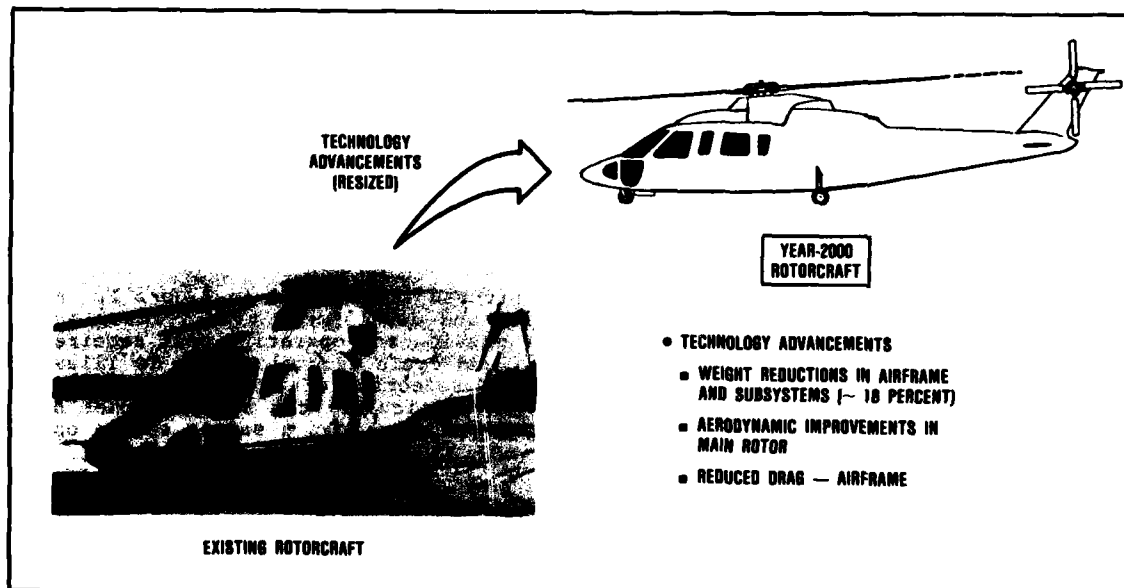 TECHNOLOGY
ADVANCEMENTS
(RESIZED)
YEAR-2000
ROTORCRAFT
● TECHNOLOGY ADVANCEMENTS
■ WEIGHT REDUCTIONS IN AIRFRAME
AND SUBSYSTEMS (~ 18 PERCENT)
■ AERODYNAMIC IMPROVEMENTS IN
MAIN ROTOR
■ REDUCED DRAG — AIRFRAME
EXISTING ROTORCRAFT